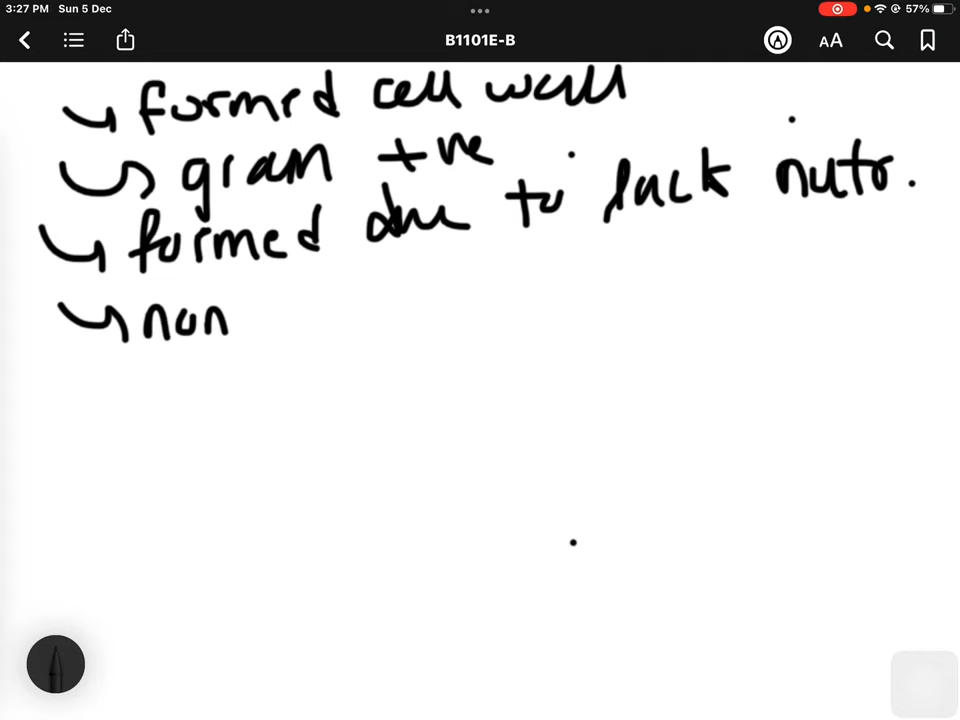 3:27 PM Sun 5 Dec 57%
B1101E-B
AA
↳ formed cell wall
↳ gram +ve
↳ formed due to lack nutr.
↳ non